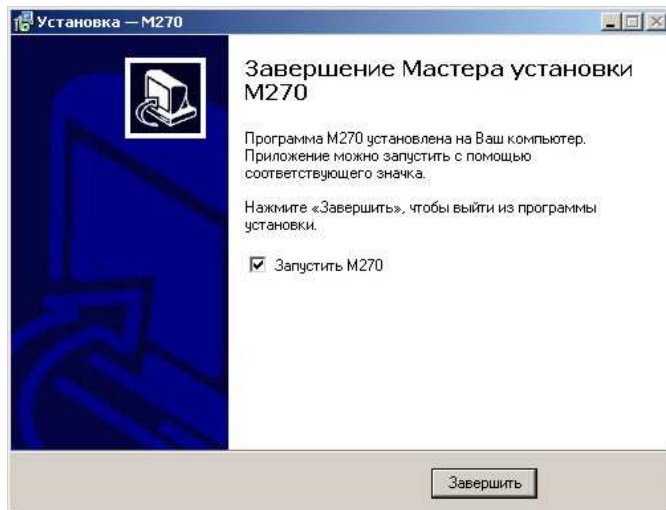 Установка — M270
Завершение Мастера установки
M270
Программа M270 установлена на Ваш компьютер.
Приложение можно запустить с помощью
соответствующего значка.
Нажмите «Завершить», чтобы выйти из программы
установки.
Запустить M270
Завершить